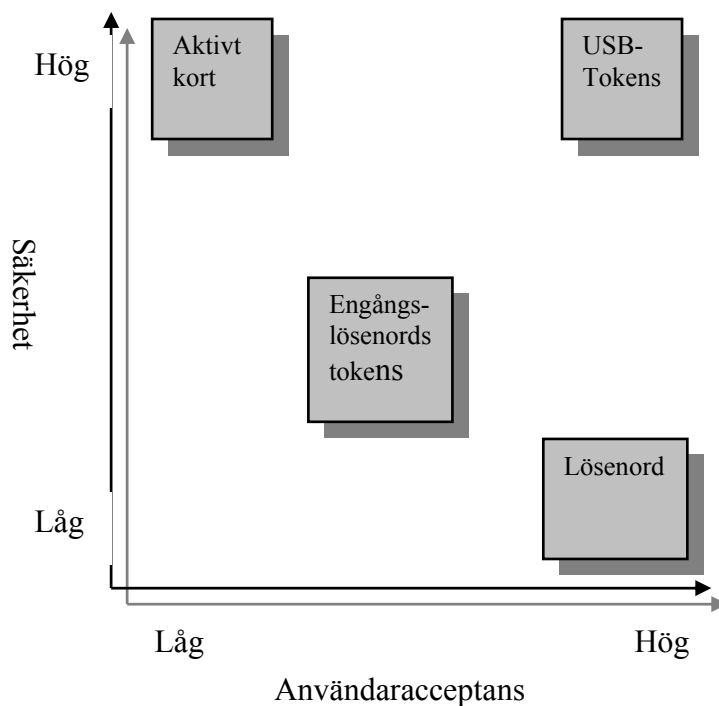 Hög
Aktivt
kort
USB-
Tokens
Säkerhet
Engångs-
lösenords
tokens
Lösenord
Låg
Låg
Hög
Användaracceptans